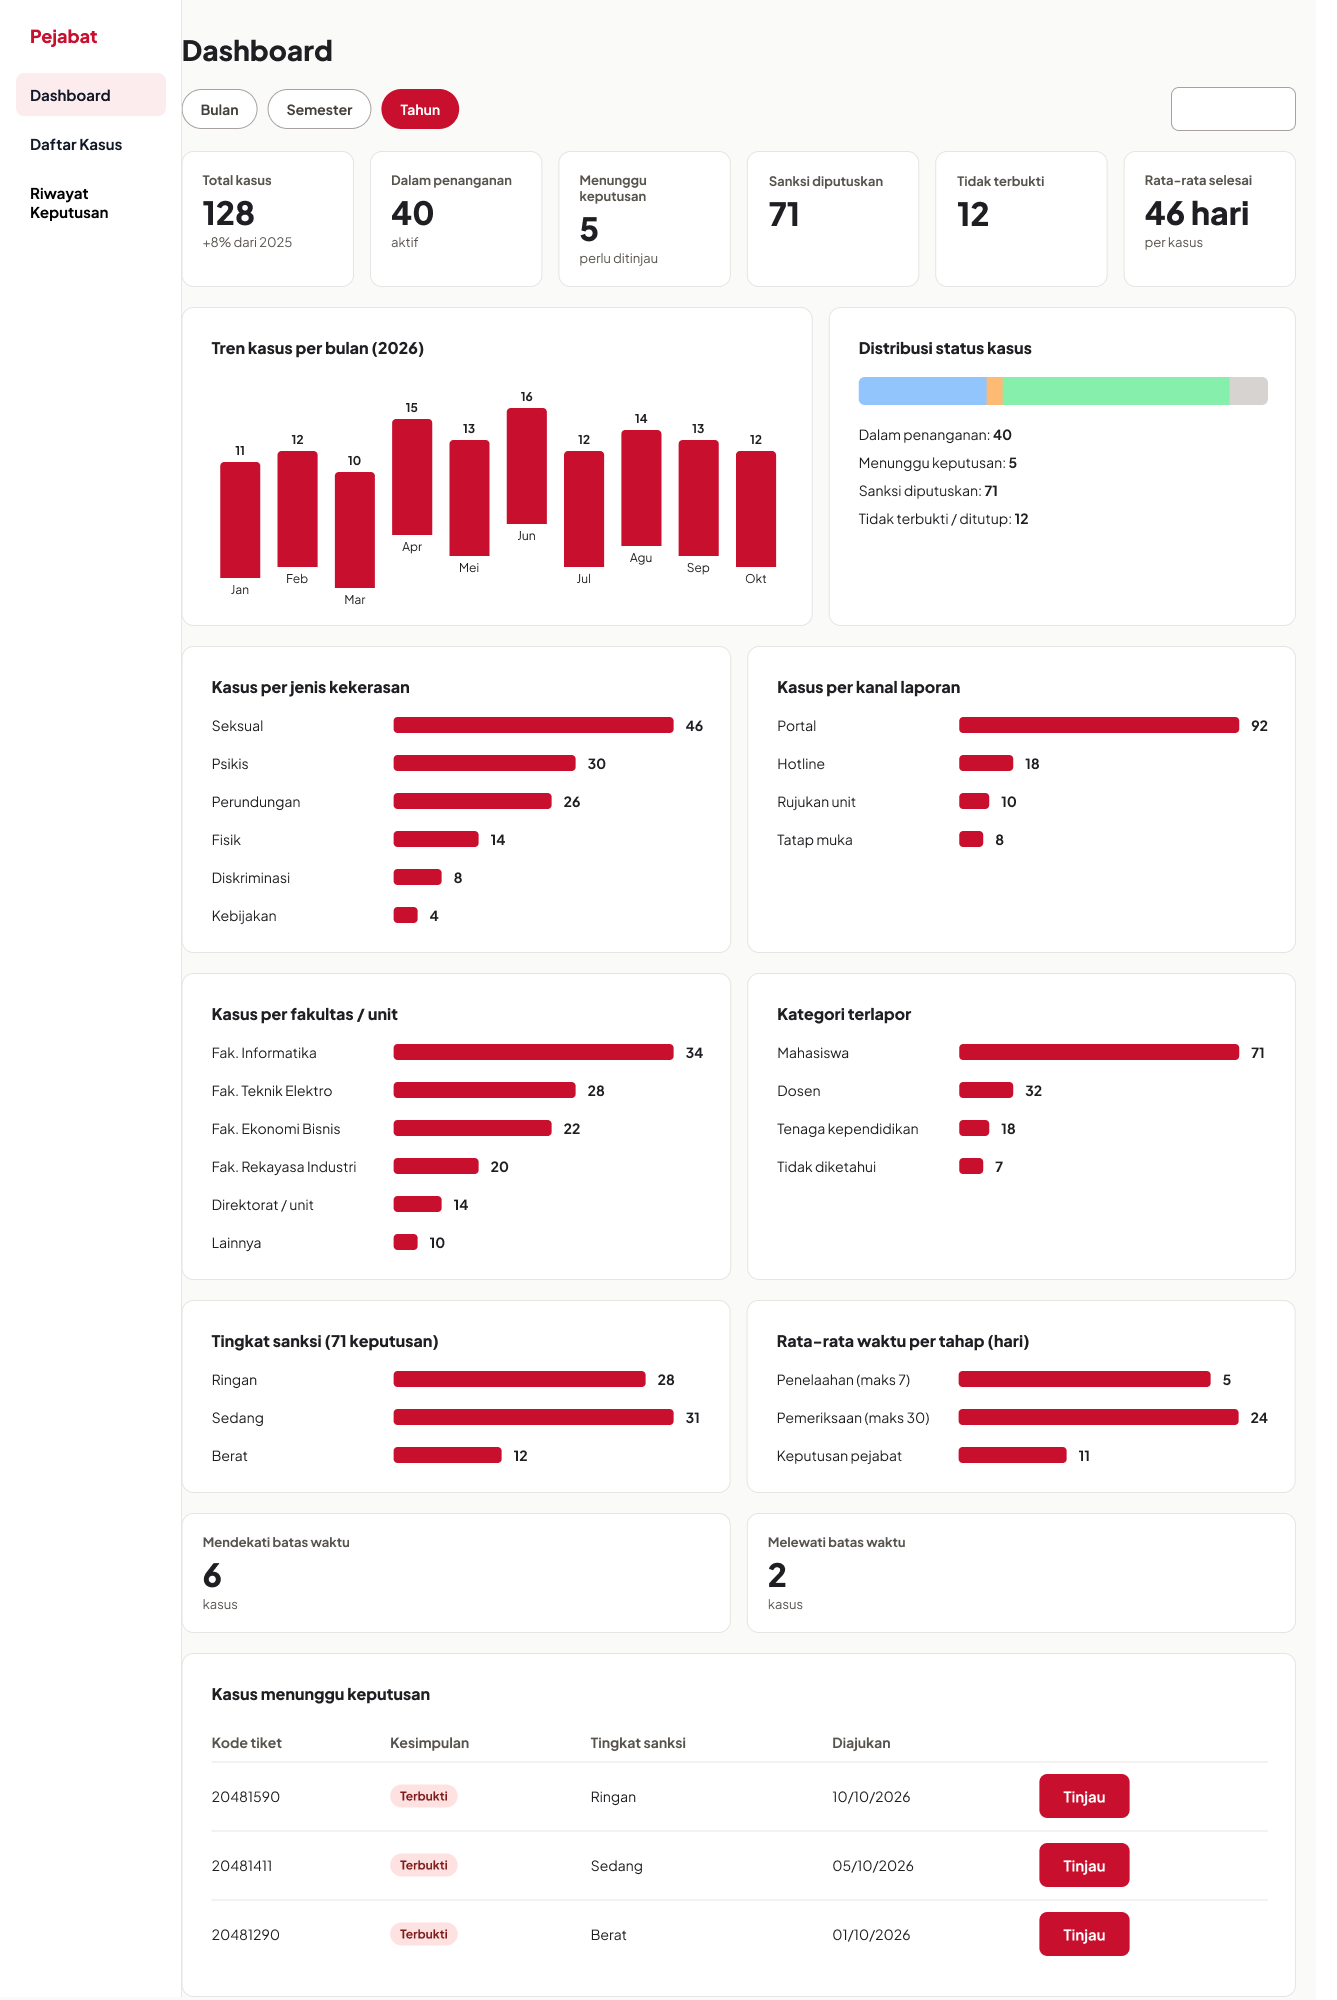 Pejabat
Dashboard
Daftar Kasus
Riwayat
Keputusan
Dashboard
Bulan
Semester
Tahun
Total kasus
128
+8% dari 2025
Dalam penanganan
40
aktif
Menunggu
keputusan
5
perlu ditinjau
Sanksi diputuskan
71
Tidak terbukti
12
Rata-rata selesai
46 hari
per kasus
Tren kasus per bulan (2026)
11
Jan
12
Feb
10
Mar
15
Apr
13
Mei
16
Jun
12
Jul
14
Agu
13
Sep
12
Okt
Distribusi status kasus
Dalam penanganan: 40
Menunggu keputusan: 5
Sanksi diputuskan: 71
Tidak terbukti / ditutup: 12
Kasus per jenis kekerasan
Seksual 46
Psikis 30
Perundungan 26
Fisik 14
Diskriminasi 8
Kebijakan 4
Kasus per kanal laporan
Portal 92
Hotline 18
Rujukan unit 10
Tatap muka 8
Kasus per fakultas / unit
Fak. Informatika 34
Fak. Teknik Elektro 28
Fak. Ekonomi Bisnis 22
Fak. Rekayasa Industri 20
Direktorat / unit 14
Lainnya 10
Kategori terlapor
Mahasiswa 71
Dosen 32
Tenaga kependidikan 18
Tidak diketahui 7
Tingkat sanksi (71 keputusan)
Ringan 28
Sedang 31
Berat 12
Rata-rata waktu per tahap (hari)
Penelaahan (maks 7) 5
Pemeriksaan (maks 30) 24
Keputusan pejabat 11
Mendekati batas waktu
6
kasus
Melewati batas waktu
2
kasus
Kasus menunggu keputusan
Kode tiket Kesimpulan Tingkat sanksi Diajukan
20481590 Terbukti Ringan 10/10/2026 Tinjau
20481411 Terbukti Sedang 05/10/2026 Tinjau
20481290 Terbukti Berat 01/10/2026 Tinjau